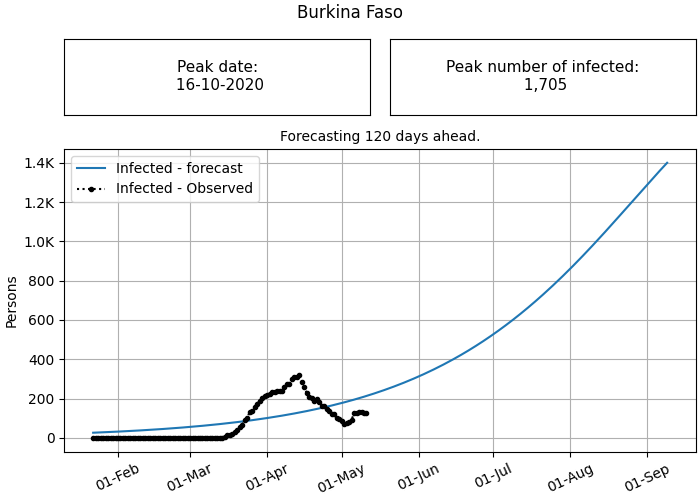 Burkina Faso
Peak date:
16-10-2020
Peak number of infected:
1,705
Forecasting 120 days ahead.
Infected - forecast
Infected - Observed
Persons
1.4K
1.2K
1.0K
800
600
400
200
0
01-Feb
01-Mar
01-Apr
01-May
01-Jun
01-Jul
01-Aug
01-Sep